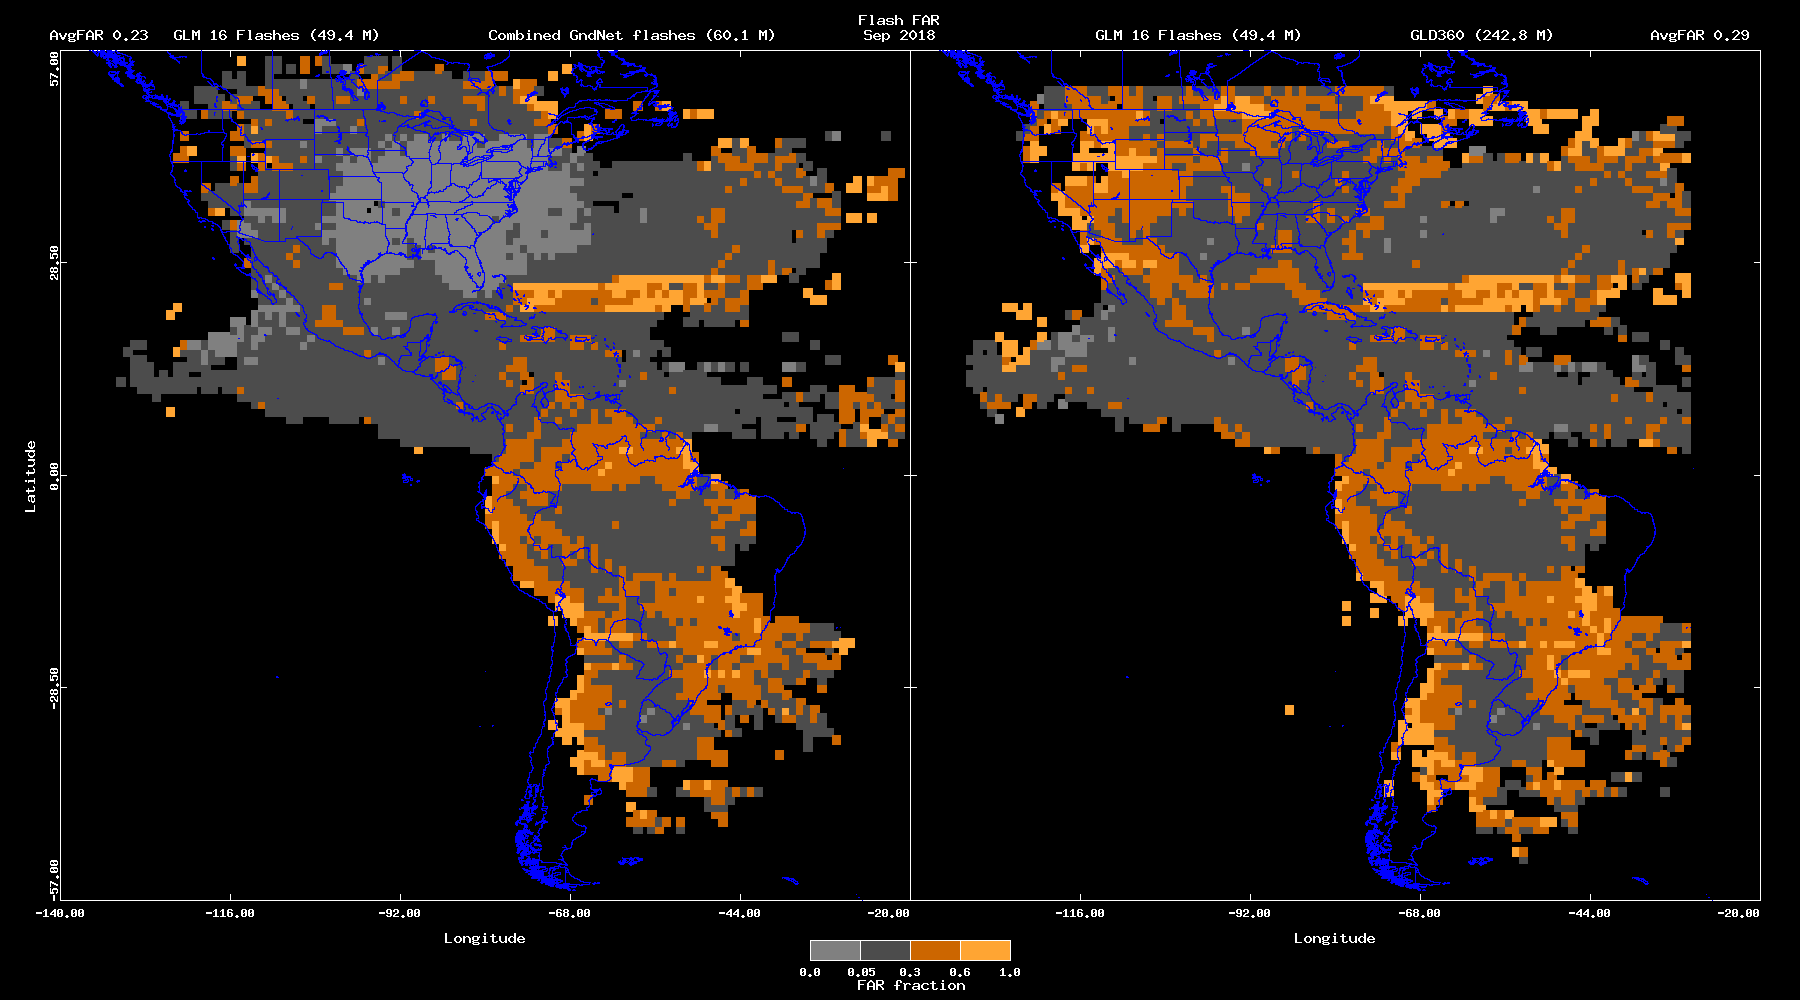 Flash FAR
AvgFAR 0.23 GLM 16 Flashes (49.4 M) Combined GndNet flashes (60.1 M) Sep 2018 GLM 16 Flashes (49.4 M) GLD360 (242.8 M) AvgFAR 0.29
57.00
28.50
Latitude
0.00
-28.50
-57.00
-140.00 -116.00 -92.00 -68.00 -44.00 -20.00 -116.00 -92.00 -68.00 -44.00 -20.00
Longitude Longitude
0.0 0.05 0.3 0.6 1.0
FAR fraction